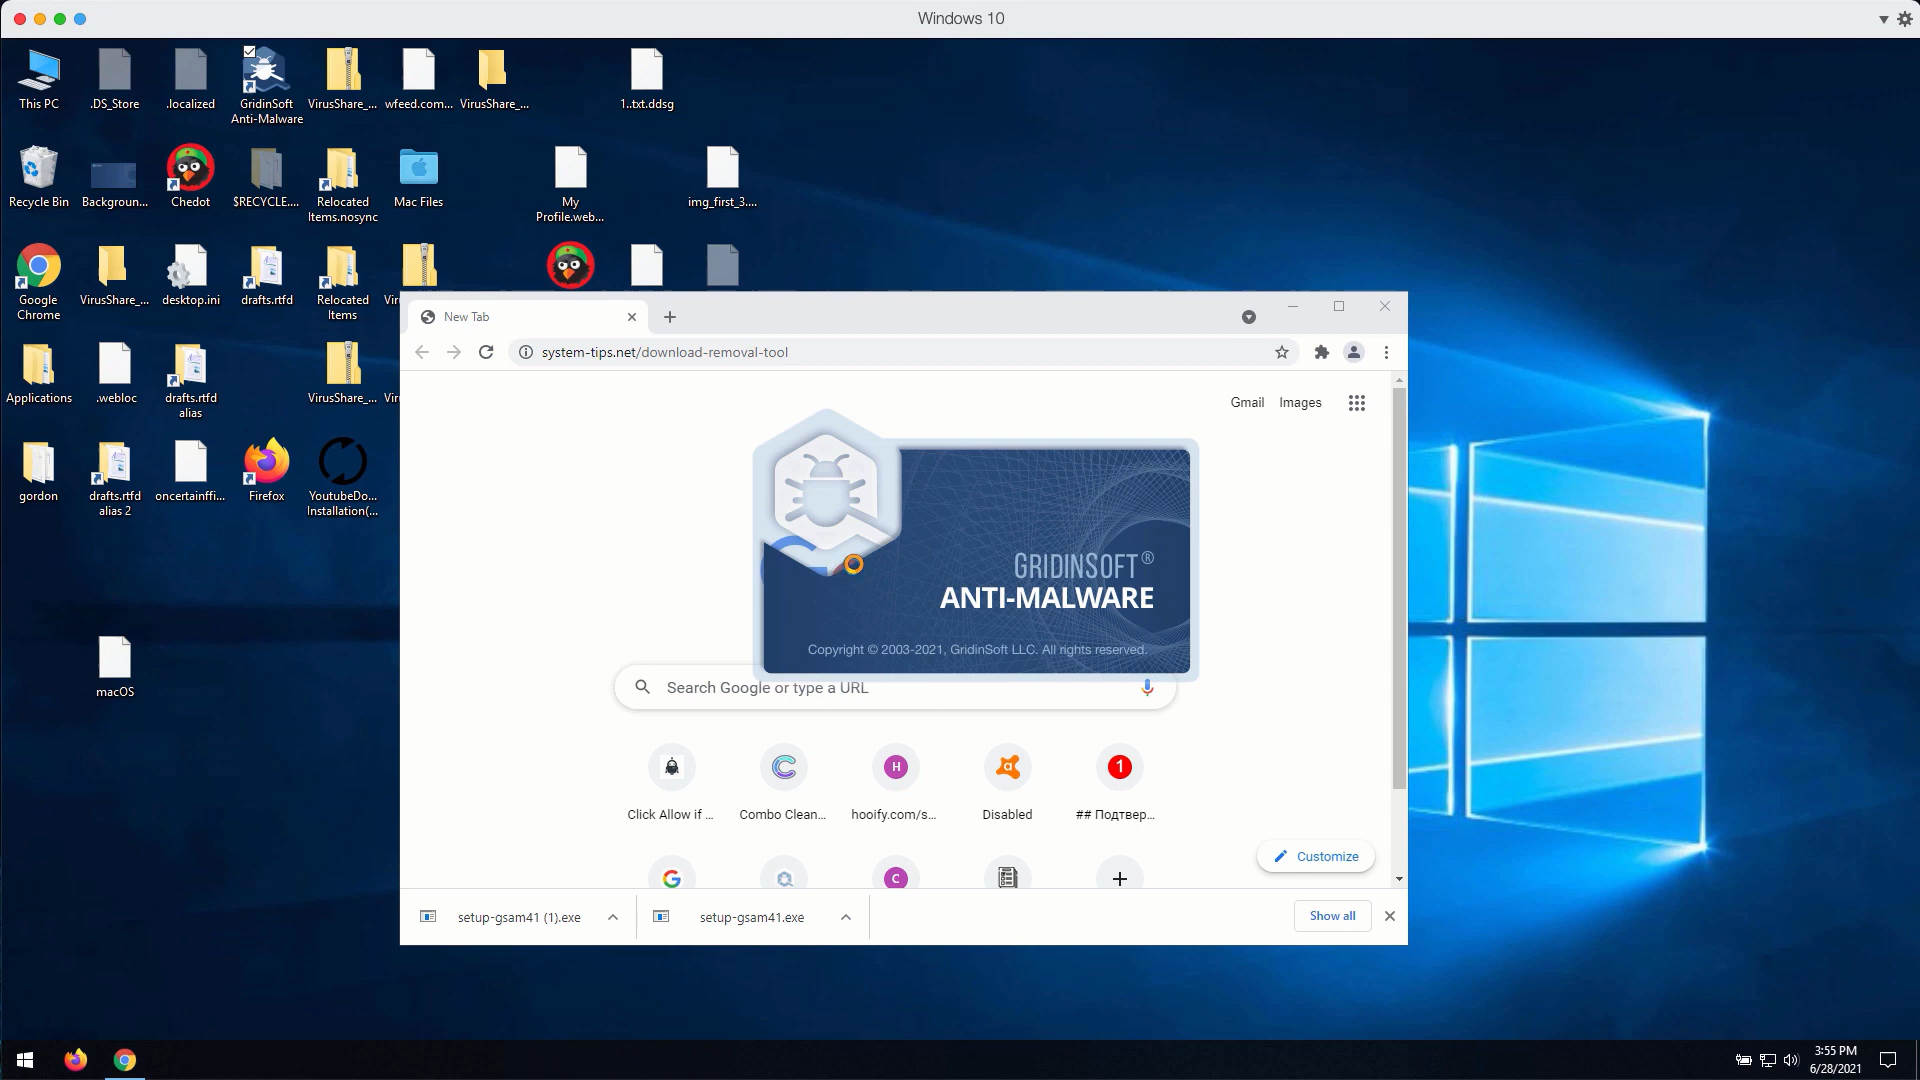 Windows 10
This PC
.DS_Store
.localized
GridinSoft
Anti-Malware
VirusShare_...
wfeed.com...
VirusShare_...
1..txt.ddsg
Recycle Bin
Backgroun...
Chedot
$RECYCLE....
Relocated
Items.nosync
Mac Files
My
Profile.web...
img_first_3....
Google
Chrome
VirusShare_...
desktop.ini
drafts.rtfd
Relocated
Items
Applications
.webloc
drafts.rtfd
alias
VirusShare_...
gordon
drafts.rtfd
alias 2
oncertainffi...
Firefox
YoutubeDo...
Installation(...
macOS
New Tab
system-tips.net/download-removal-tool
Gmail
Images
GRIDINSOFT®
ANTI-MALWARE
Copyright © 2003-2021, GridinSoft LLC. All rights reserved.
Search Google or type a URL
H
1
Click Allow if ...
Combo Clean...
hooify.com/s...
Disabled
## Подтвер...
C
Customize
setup-gsam41 (1).exe
setup-gsam41.exe
Show all
3:55 PM
6/28/2021